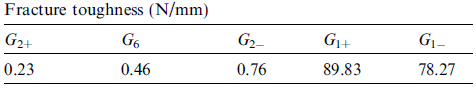 Fracture toughness (N/mm)
G2+ G6 G2− G1+ G1−
0.23 0.46 0.76 89.83 78.27